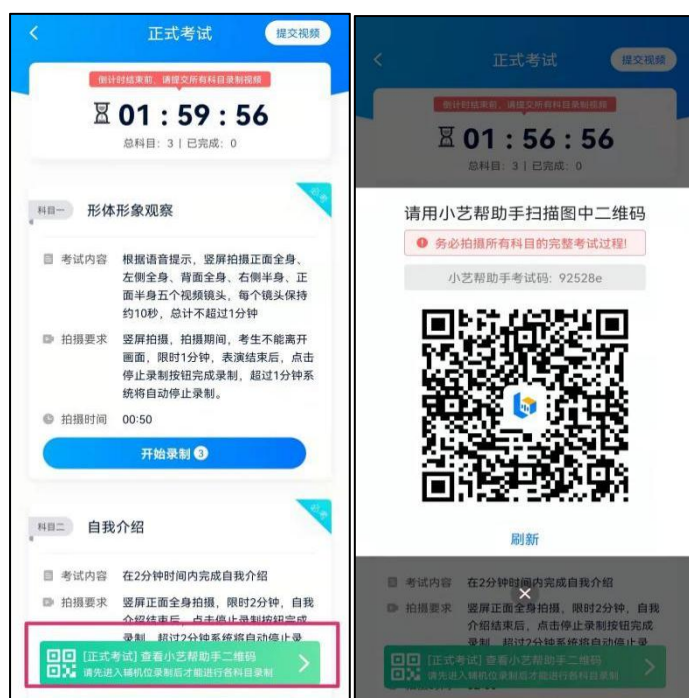 正式考试
提交视频
倒计时结束前，请提交所有科目录制视频
01：59：56
总科目：3 | 已完成：0
科目一
形体形象观察
必考
考试内容
根据语音提示，竖屏拍摄正面全身、
左侧全身、背面全身、右侧半身、正
面半身五个视频镜头，每个镜头保持
约10秒，总计不超过1分钟
拍摄要求
竖屏拍摄，拍摄期间，考生不能离开
画面，限时1分钟，表演结束后，点击
停止录制按钮完成录制，超过1分钟系
统将自动停止录制。
拍摄时间
00:50
开始录制 3
科目二
自我介绍
必考
考试内容
在2分钟时间内完成自我介绍
拍摄要求
竖屏正面全身拍摄，限时2分钟，自我
介绍结束后，点击停止录制按钮完成
录制，超过2分钟系统将自动停止录
[正式考试] 查看小艺帮助手二维码
请先进入辅机位录制后才能进行各科目录制
正式考试
提交视频
倒计时结束前，请提交所有科目录制视频
01：56：56
总科目：3 | 已完成：0
请用小艺帮助手扫描图中二维码
务必拍摄所有科目的完整考试过程!
小艺帮助手考试码：92528e
刷新
考试内容
在2分钟时间内完成自我介绍
拍摄要求
竖屏正面全身拍摄，限时2分钟，自我
介绍结束后，点击停止录制按钮完成
录制，超过2分钟系统将自动停止录
[正式考试] 查看小艺帮助手二维码
请先进入辅机位录制后才能进行各科目录制